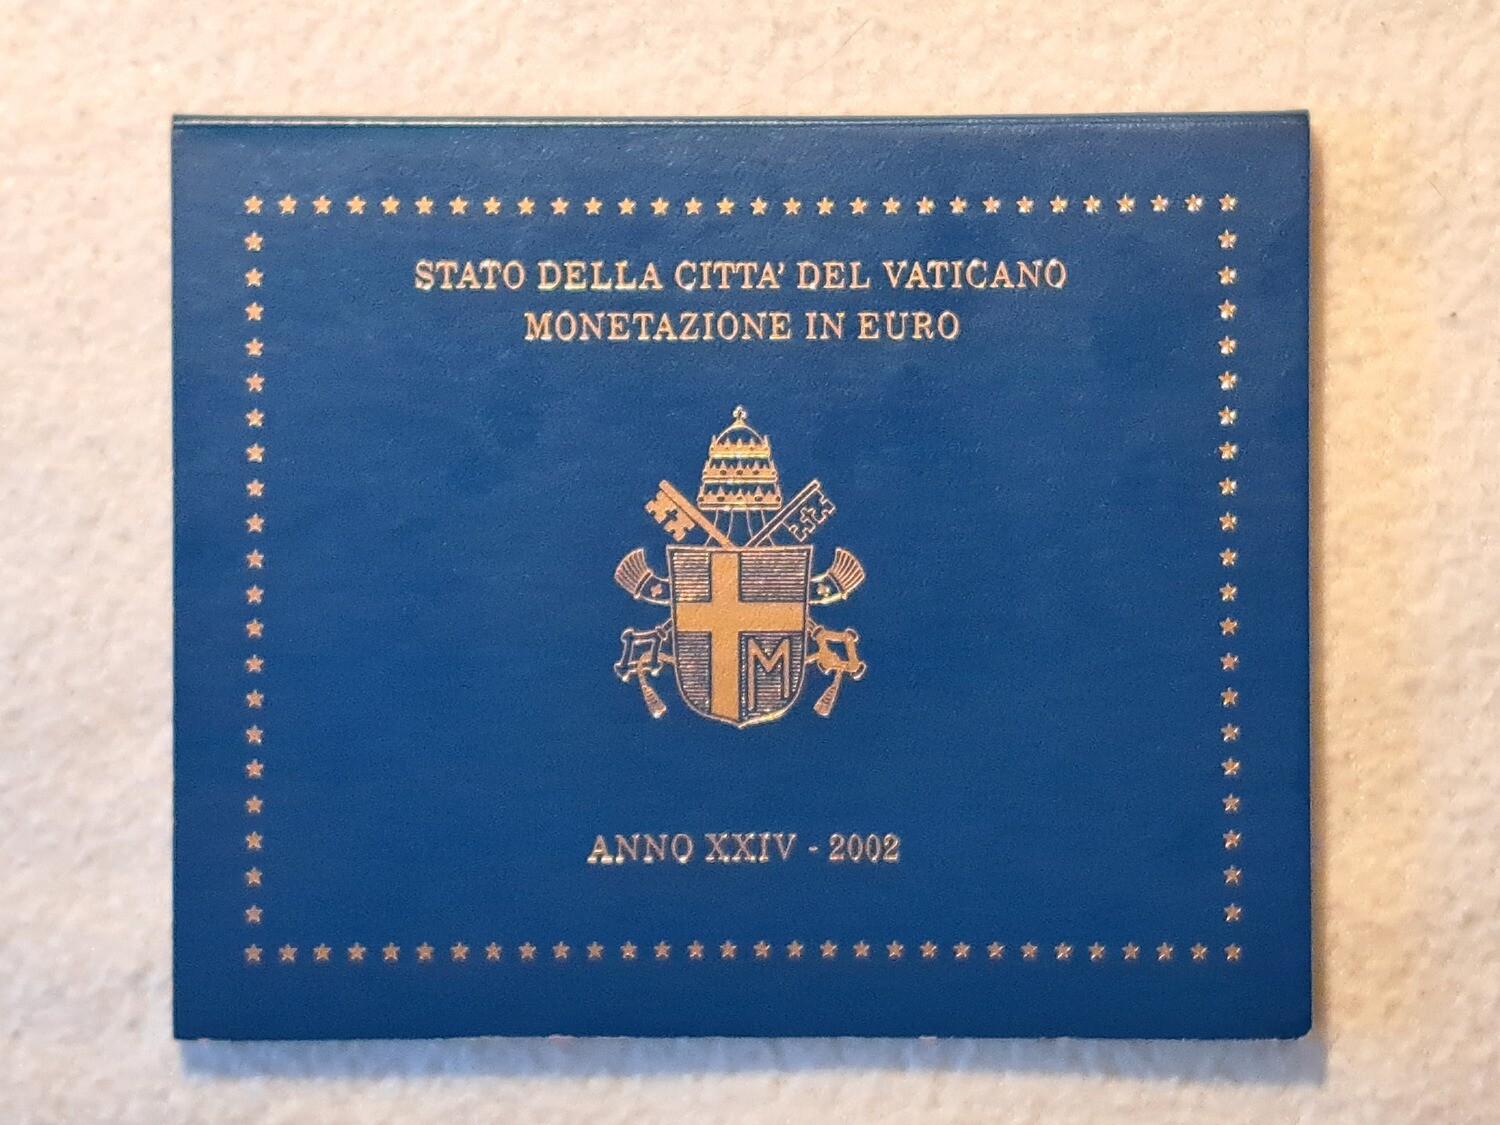 STATO DELLA CITTA' DEL VATICANO
MONETAZIONE IN EURO
M
ANNO XXIV - 2002